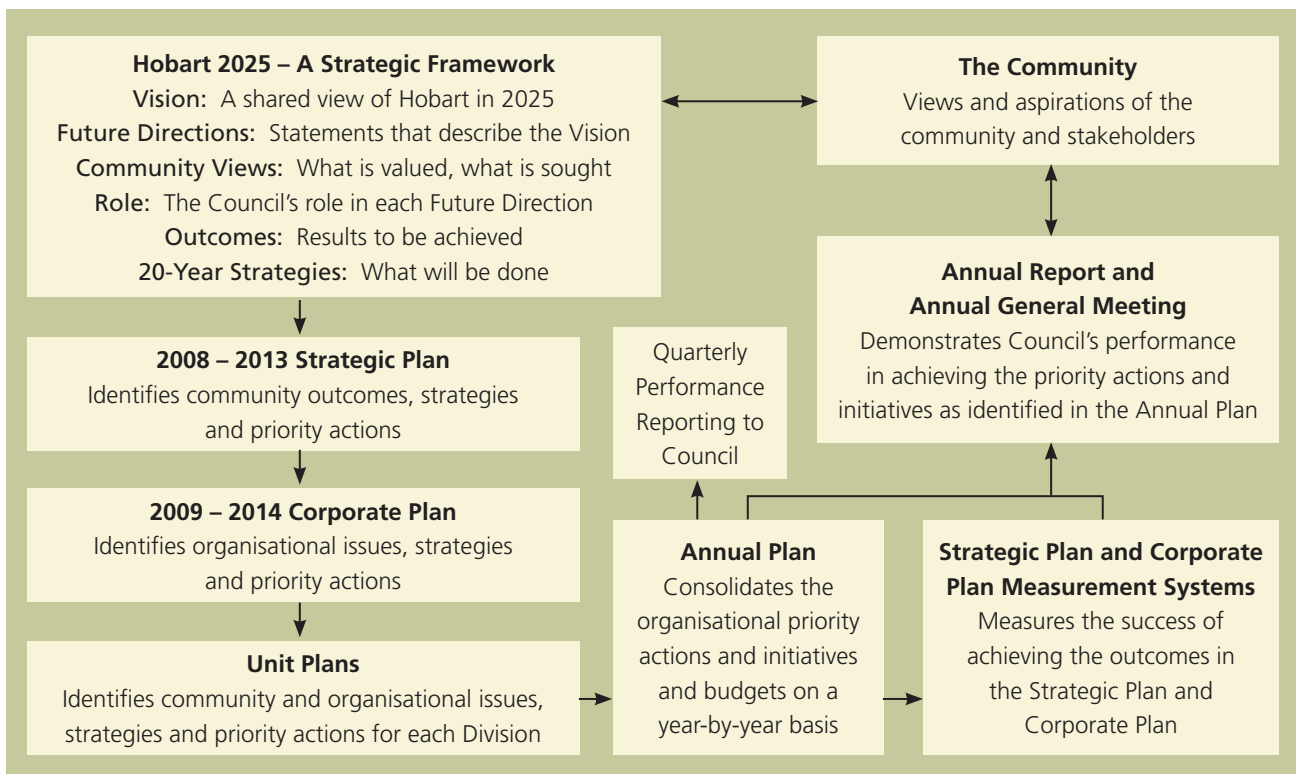 Hobart 2025 – A Strategic Framework
Vision: A shared view of Hobart in 2025
Future Directions: Statements that describe the Vision
Community Views: What is valued, what is sought
Role: The Council's role in each Future Direction
Outcomes: Results to be achieved
20-Year Strategies: What will be done
The Community
Views and aspirations of the
community and stakeholders
2008 – 2013 Strategic Plan
Identifies community outcomes, strategies
and priority actions
2009 – 2014 Corporate Plan
Identifies organisational issues, strategies
and priority actions
Unit Plans
Identifies community and organisational issues,
strategies and priority actions for each Division
Quarterly
Performance
Reporting to
Council
Annual Plan
Consolidates the
organisational priority
actions and initiatives
and budgets on a
year-by-year basis
Annual Report and
Annual General Meeting
Demonstrates Council's performance
in achieving the priority actions and
initiatives as identified in the Annual Plan
Strategic Plan and Corporate
Plan Measurement Systems
Measures the success of
achieving the outcomes in
the Strategic Plan and
Corporate Plan